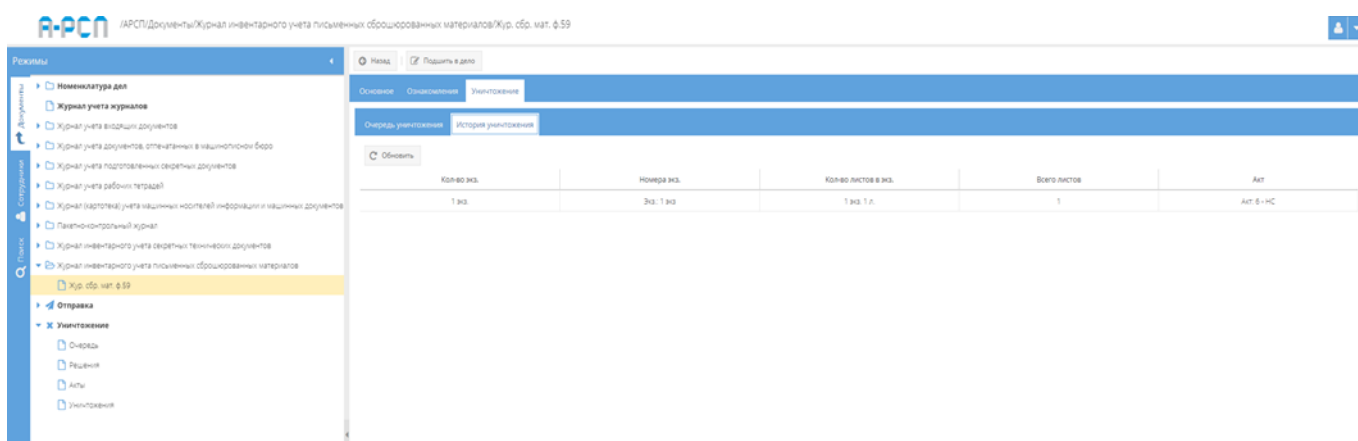 А-РСП /АРСП/Документы/Журнал инвентарного учета письменных сброшюрованных материалов/Жур. сбр. мат. ф.59
Режимы
Документы
Сотрудники
Поиск
Номенклатура дел
Журнал учета журналов
Журнал учета входящих документов
Журнал учета документов, отпечатанных в машинописном бюро
Журнал учета подготовленных секретных документов
Журнал учета рабочих тетрадей
Журнал (картотека) учета машинных носителей информации и машинных документов
Пакетно-контрольный журнал
Журнал инвентарного учета секретных технических документов
Журнал инвентарного учета письменных сброшюрованных материалов
Жур. сбр. мат. ф.59
Отправка
Уничтожение
Очередь
Решения
Акты
Уничтожения
Назад Подшить в дело
Основное Ознакомления Уничтожение
Очередь уничтожения История уничтожения
Обновить
Кол-во экз. Номера экз. Кол-во листов в экз. Всего листов Акт
1 экз. Экз.: 1 экз 1 экз. 1 л. 1 Акт: 6 - НС